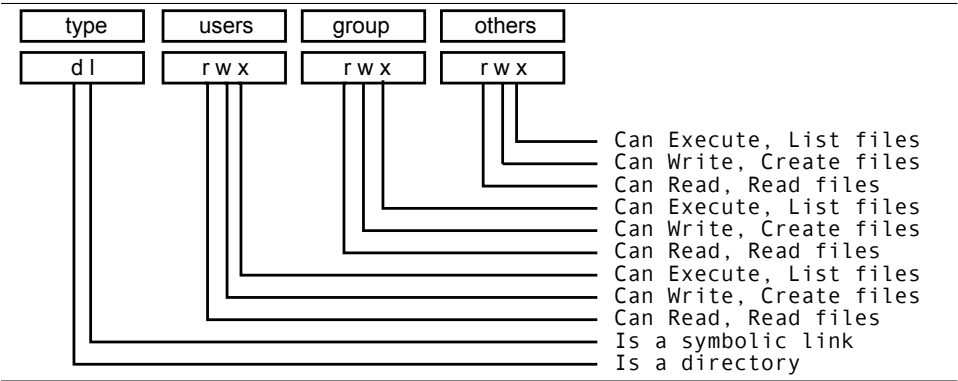 type users group others
d l r w x r w x r w x
Can Execute, List files
Can Write, Create files
Can Read, Read files
Can Execute, List files
Can Write, Create files
Can Read, Read files
Can Execute, List files
Can Write, Create files
Can Read, Read files
Is a symbolic link
Is a directory